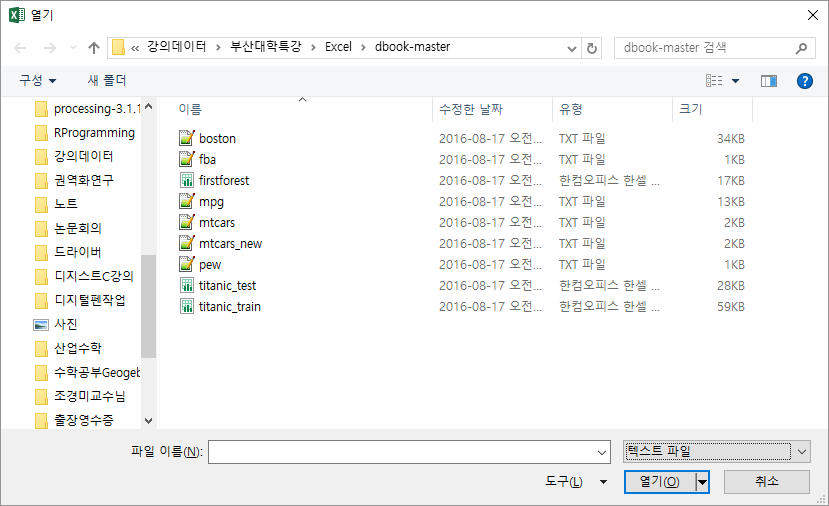 열기
« 강의데이터 › 부산대학특강 › Excel › dbook-master
dbook-master 검색
구성 새 폴더
이름 수정한 날짜 유형 크기
processing-3.1.1
RProgramming
강의데이터
권역화연구
노트
논문회의
드라이버
디지스트C강의
디지털펜작업
사진
산업수학
수학공부Geogeb
조경미교수님
출장영수증
boston 2016-08-17 오전... TXT 파일 34KB
fba 2016-08-17 오전... TXT 파일 1KB
firstforest 2016-08-17 오전... 한컴오피스 한셀 ... 17KB
mpg 2016-08-17 오전... TXT 파일 13KB
mtcars 2016-08-17 오전... TXT 파일 2KB
mtcars_new 2016-08-17 오전... TXT 파일 2KB
pew 2016-08-17 오전... TXT 파일 1KB
titanic_test 2016-08-17 오전... 한컴오피스 한셀 ... 28KB
titanic_train 2016-08-17 오전... 한컴오피스 한셀 ... 59KB
파일 이름(N):
텍스트 파일
도구(L) 열기(O) 취소